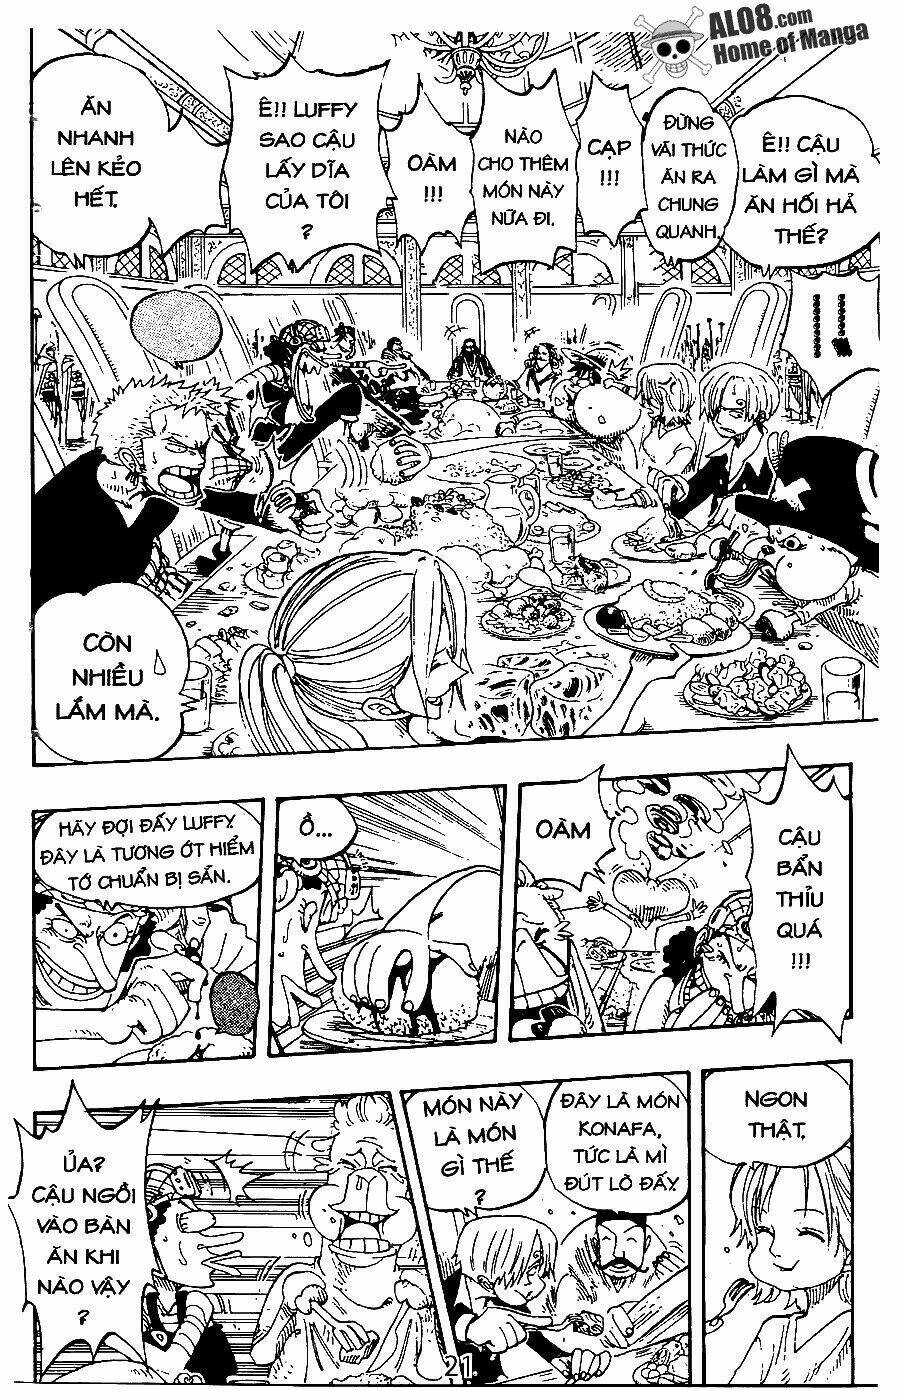 AL08.com
Home of Manga
Ê!! CẬU
LÀM GÌ MÀ
ĂN HỐI HẢ
THẾ?
ĐỪNG
VÃI THỨC
ĂN RA
CHUNG
QUANH.
CẠP
!!!
NÀO
CHO THÊM
MÓN NÀY
NỮA ĐI.
OÀM
!!!
Ê!! LUFFY
SAO CẬU
LẤY DĨA
CỦA TÔI
?
ĂN
NHANH
LÊN KẺO
HẾT.
CÒN
NHIỀU
LẮM MÀ.
CẬU
BẨN
THỈU
QUÁ
!!!
OÀM
Ồ...
HÃY ĐỢI ĐẤY LUFFY.
ĐÂY LÀ TƯƠNG ỚT HIỂM
TỚ CHUẨN BỊ SẴN.
NGON
THẬT.
ĐÂY LÀ MÓN
KONAFA,
TỨC LÀ MÌ
ĐÚT LÒ ĐẤY.
MÓN NÀY
LÀ MÓN
GÌ THẾ
?
ỦA?
CẬU NGỒI
VÀO BÀN
ĂN KHI
NÀO VẬY
?
21.